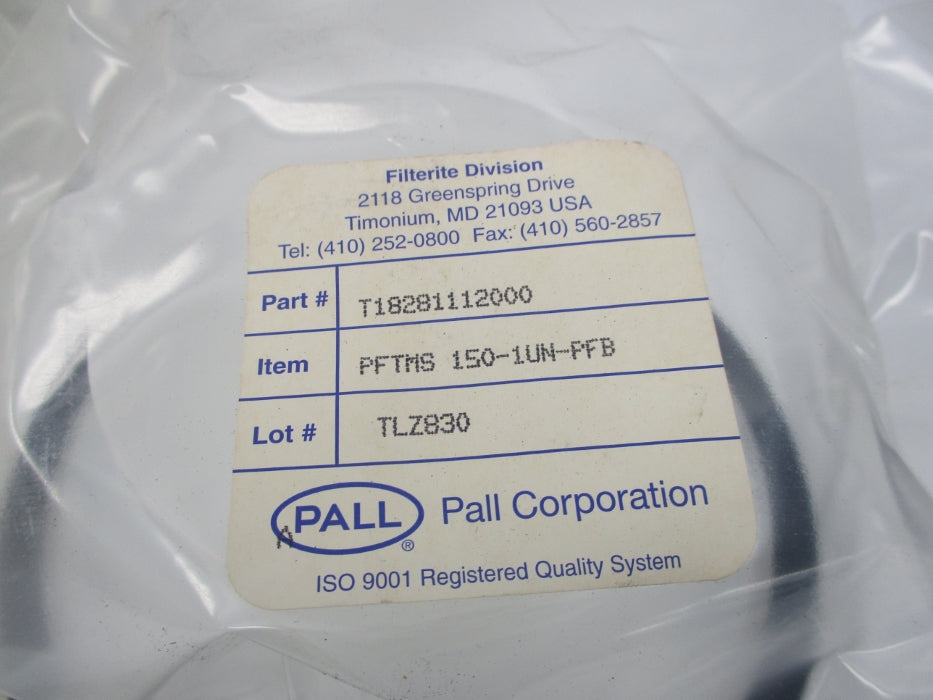 Filterite Division
2118 Greenspring Drive
Timonium, MD 21093 USA
Tel: (410) 252-0800 Fax: (410) 560-2857
Part # T18281112000
Item PFTMS 150-1UN-PFB
Lot # TLZ830
PALL® Pall Corporation
A
ISO 9001 Registered Quality System